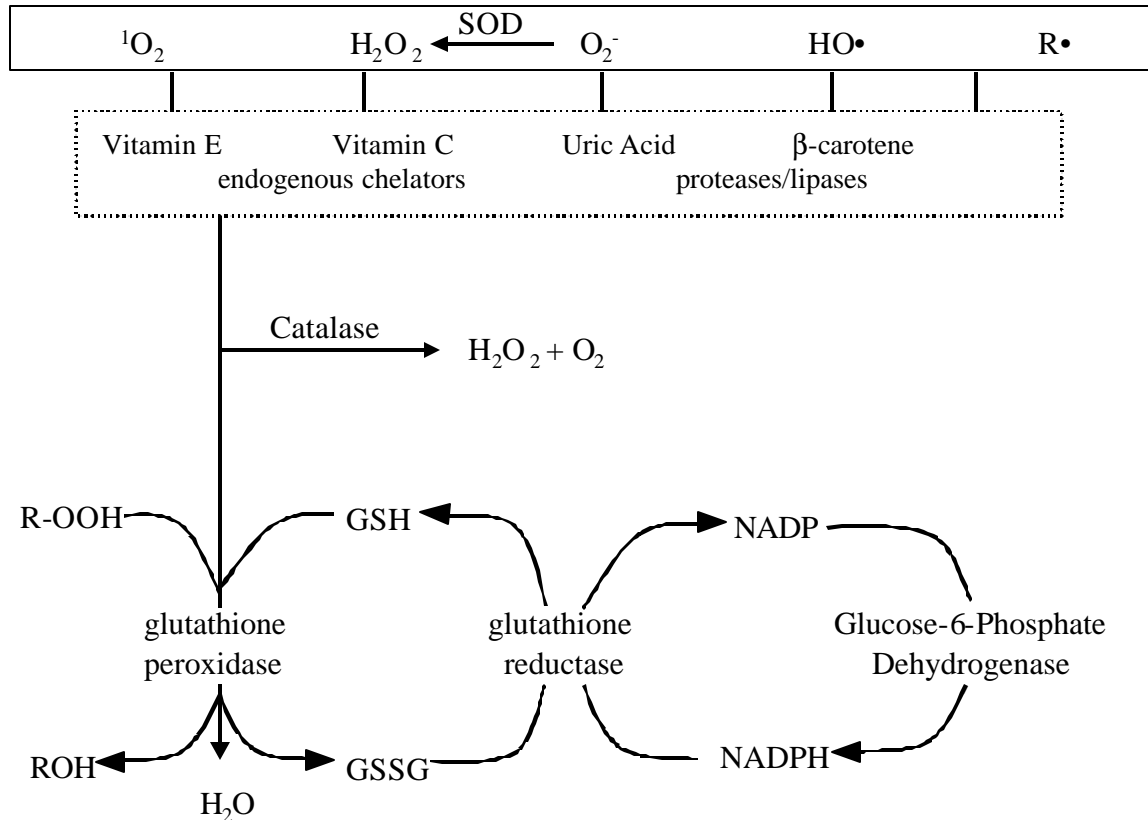 SOD
¹O₂ H₂O₂ O₂⁻ HO• R•
Vitamin E Vitamin C Uric Acid β-carotene
endogenous chelators proteases/lipases
Catalase
H₂O₂ + O₂
R-OOH GSH NADP
glutathione glutathione Glucose-6-Phosphate
peroxidase reductase Dehydrogenase
ROH GSSG NADPH
H₂O